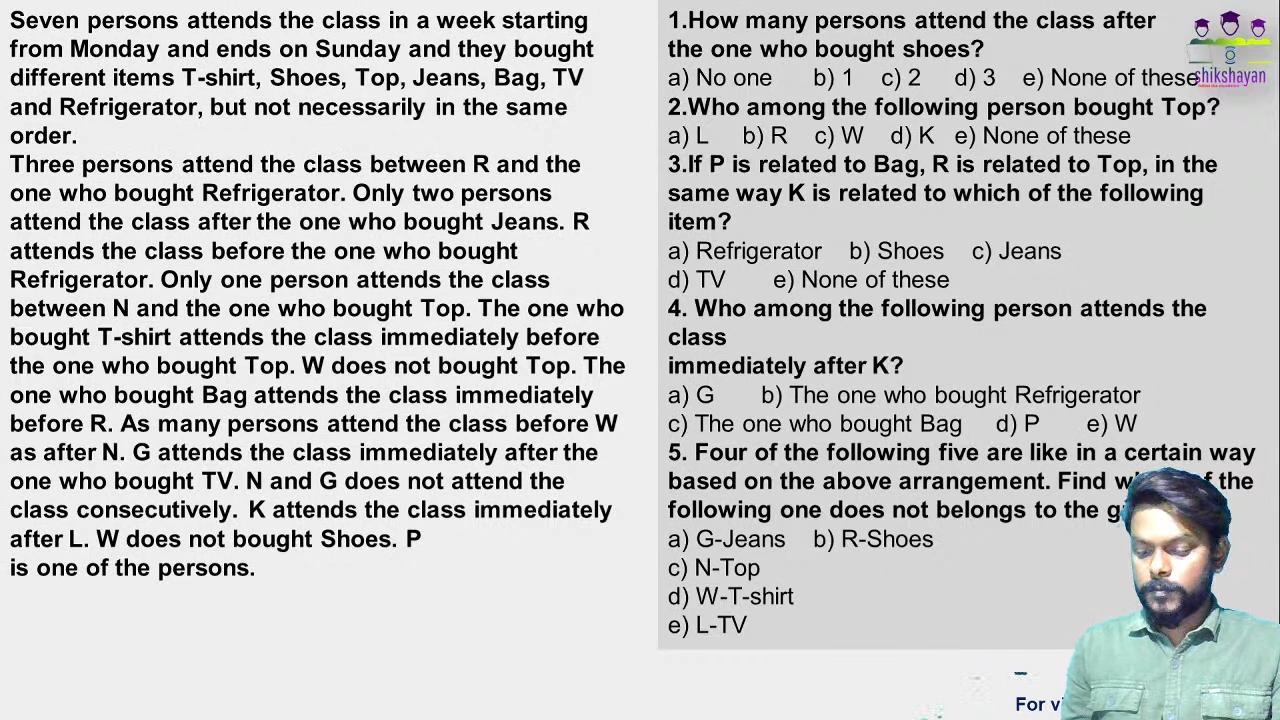 Seven persons attends the class in a week starting
from Monday and ends on Sunday and they bought
different items T-shirt, Shoes, Top, Jeans, Bag, TV
and Refrigerator, but not necessarily in the same
order.
Three persons attend the class between R and the
one who bought Refrigerator. Only two persons
attend the class after the one who bought Jeans. R
attends the class before the one who bought
Refrigerator. Only one person attends the class
between N and the one who bought Top. The one who
bought T-shirt attends the class immediately before
the one who bought Top. W does not bought Top. The
one who bought Bag attends the class immediately
before R. As many persons attend the class before W
as after N. G attends the class immediately after the
one who bought TV. N and G does not attend the
class consecutively. K attends the class immediately
after L. W does not bought Shoes. P
is one of the persons.
1.How many persons attend the class after
the one who bought shoes?
a) No one b) 1 c) 2 d) 3 e) None of these
2.Who among the following person bought Top?
a) L b) R c) W d) K e) None of these
3.If P is related to Bag, R is related to Top, in the
same way K is related to which of the following
item?
a) Refrigerator b) Shoes c) Jeans
d) TV e) None of these
4. Who among the following person attends the
class
immediately after K?
a) G b) The one who bought Refrigerator
c) The one who bought Bag d) P e) W
5. Four of the following five are like in a certain way
based on the above arrangement. Find of the
following one does not belongs to the
a) G-Jeans b) R-Shoes
c) N-Top
d) W-T-shirt
e) L-TV
shikshayan
For